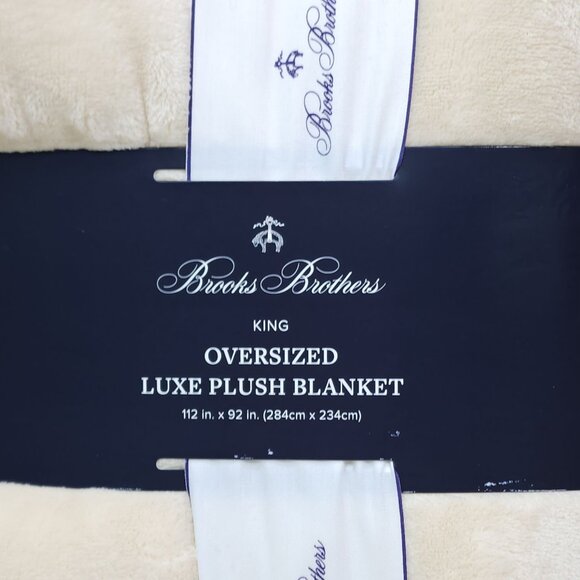 Brooks Brothers
Brooks Brothers
KING
OVERSIZED
LUXE PLUSH BLANKET
112 in. x 92 in. (284cm x 234cm)